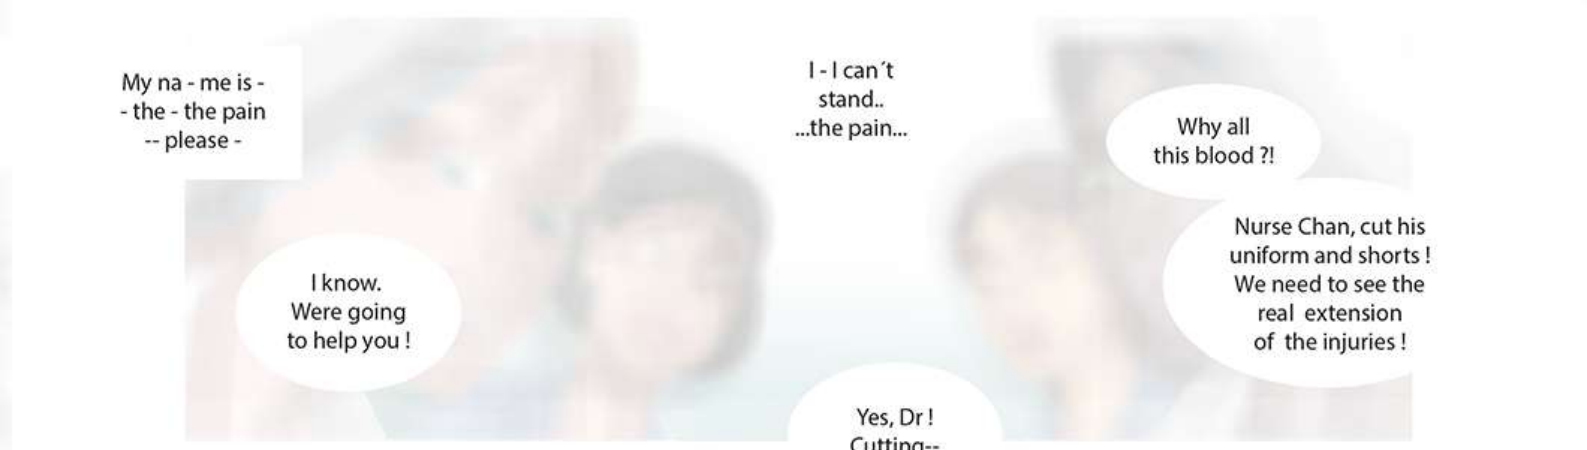 My na - me is -
- the - the pain
-- please -
I know.
Were going
to help you !
I - I can´t
stand..
...the pain...
Why all
this blood ?!
Nurse Chan, cut his
uniform and shorts !
We need to see the
real extension
of the injuries !
Yes, Dr !
Cutting--